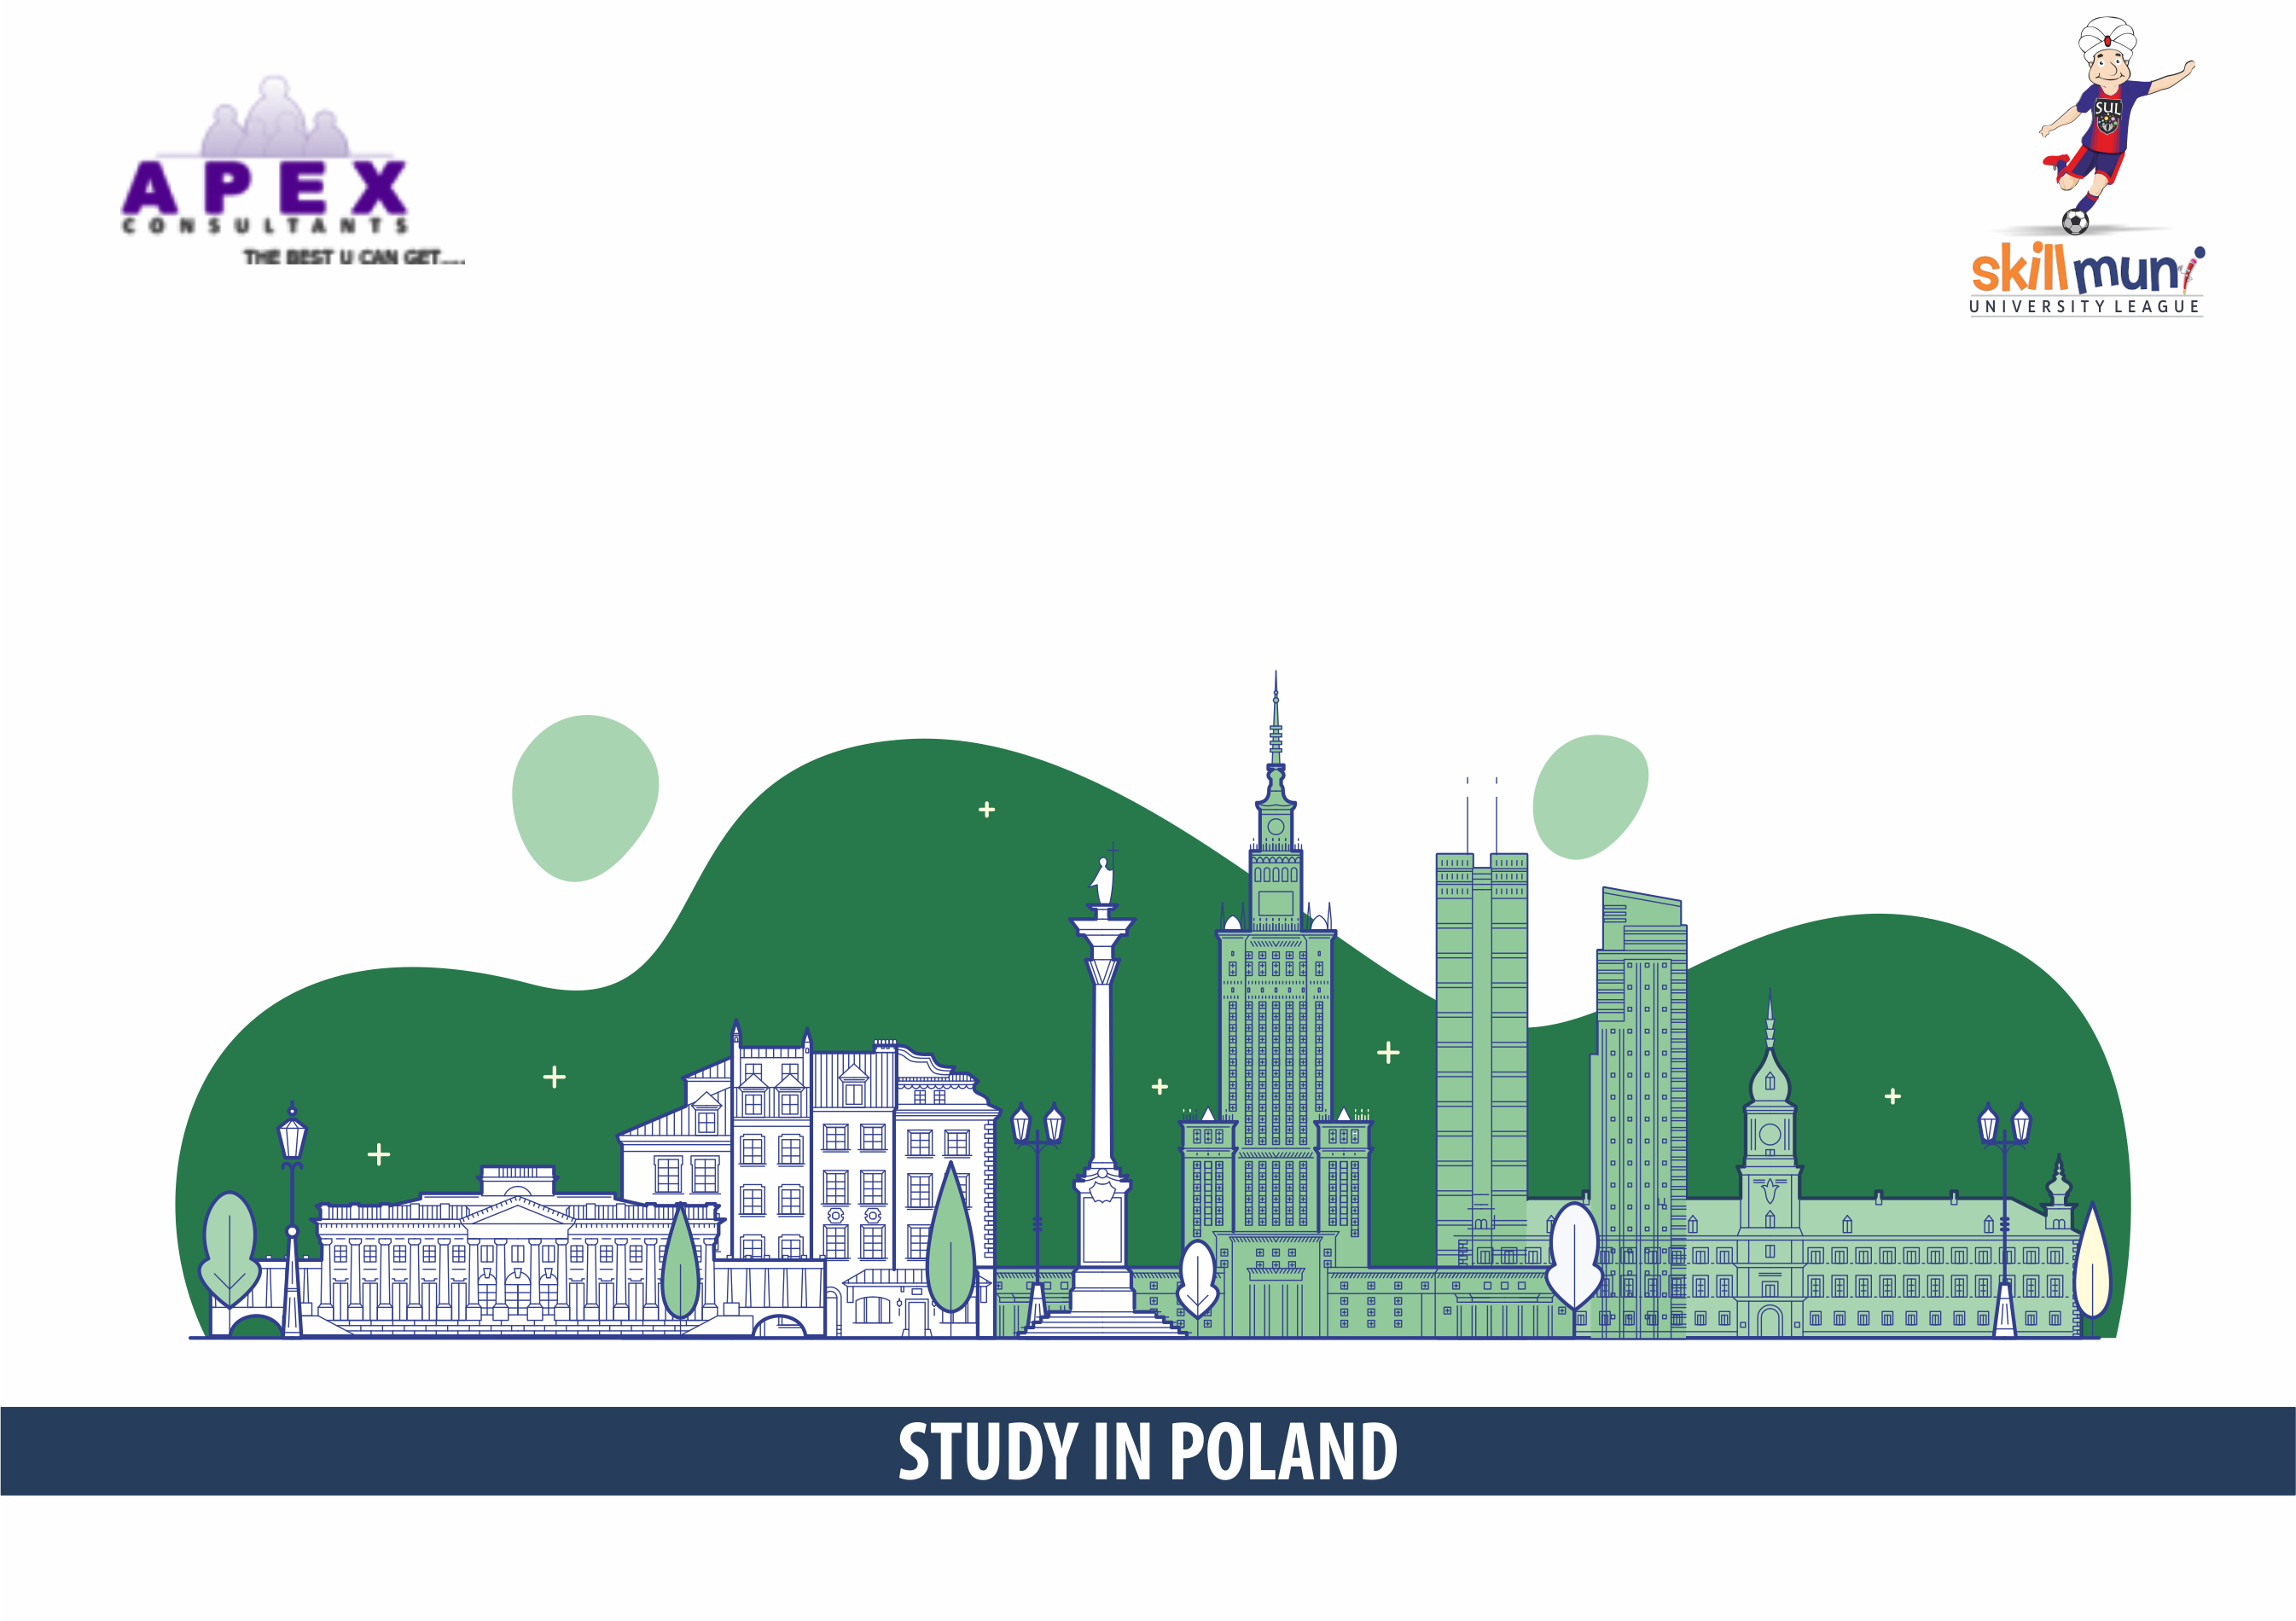 APEX
CONSULTANTS
THE BEST U CAN GET....
SUL
skillmuni
UNIVERSITY LEAGUE
STUDY IN POLAND